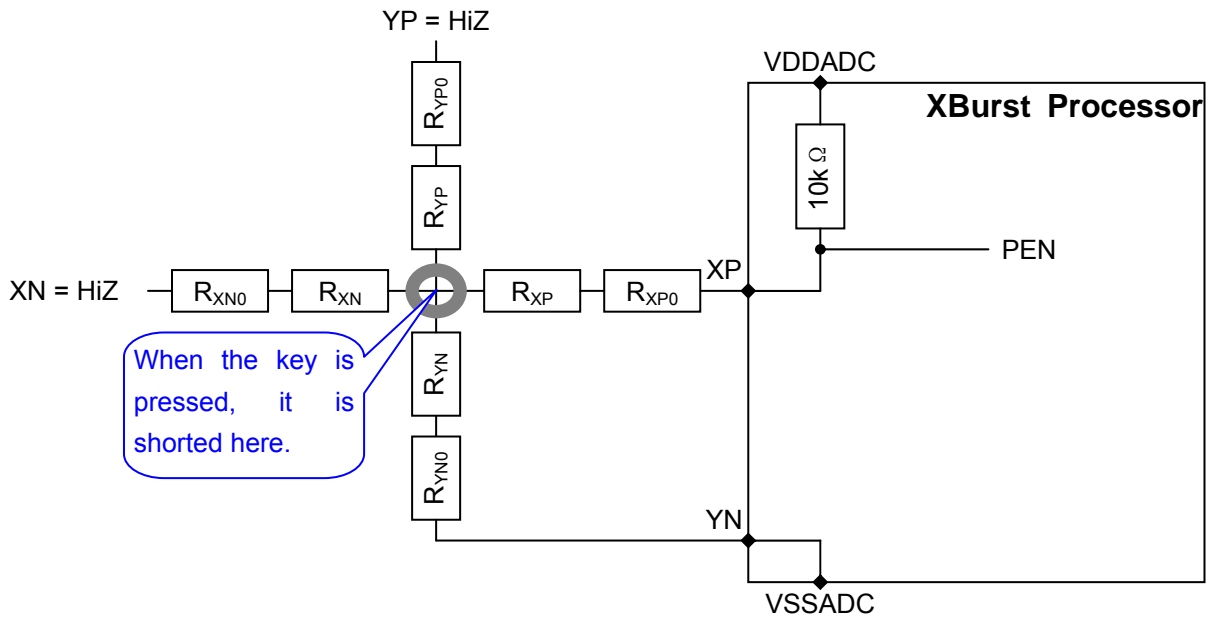 YP = HiZ
VDDADC
XBurst Processor
RYP0
10k Ω
RYP
PEN
XP
XN = HiZ
RXN0
RXN
RXP
RXP0
When the key is
pressed, it is
shorted here.
RYN
RYN0
YN
VSSADC